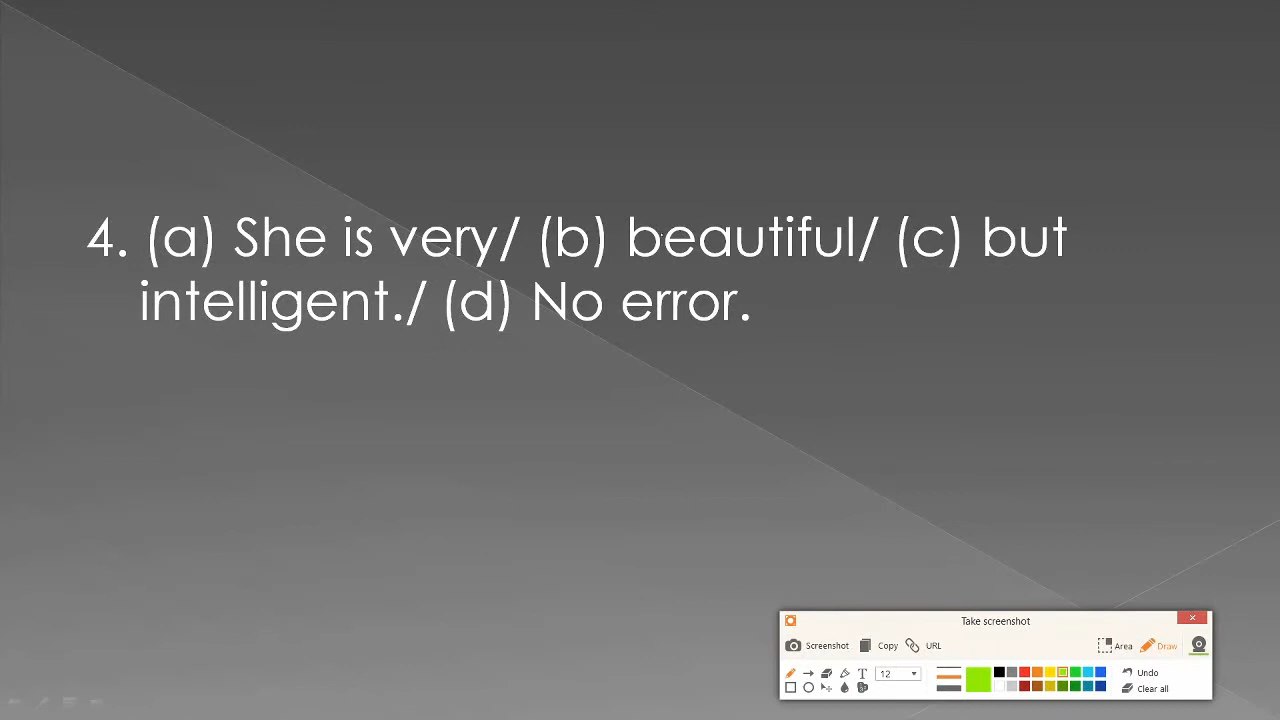 4. (a) She is very/ (b) beautiful/ (c) but
intelligent./ (d) No error.
Take screenshot
Screenshot Copy URL Area Draw
12 Undo
Clear all